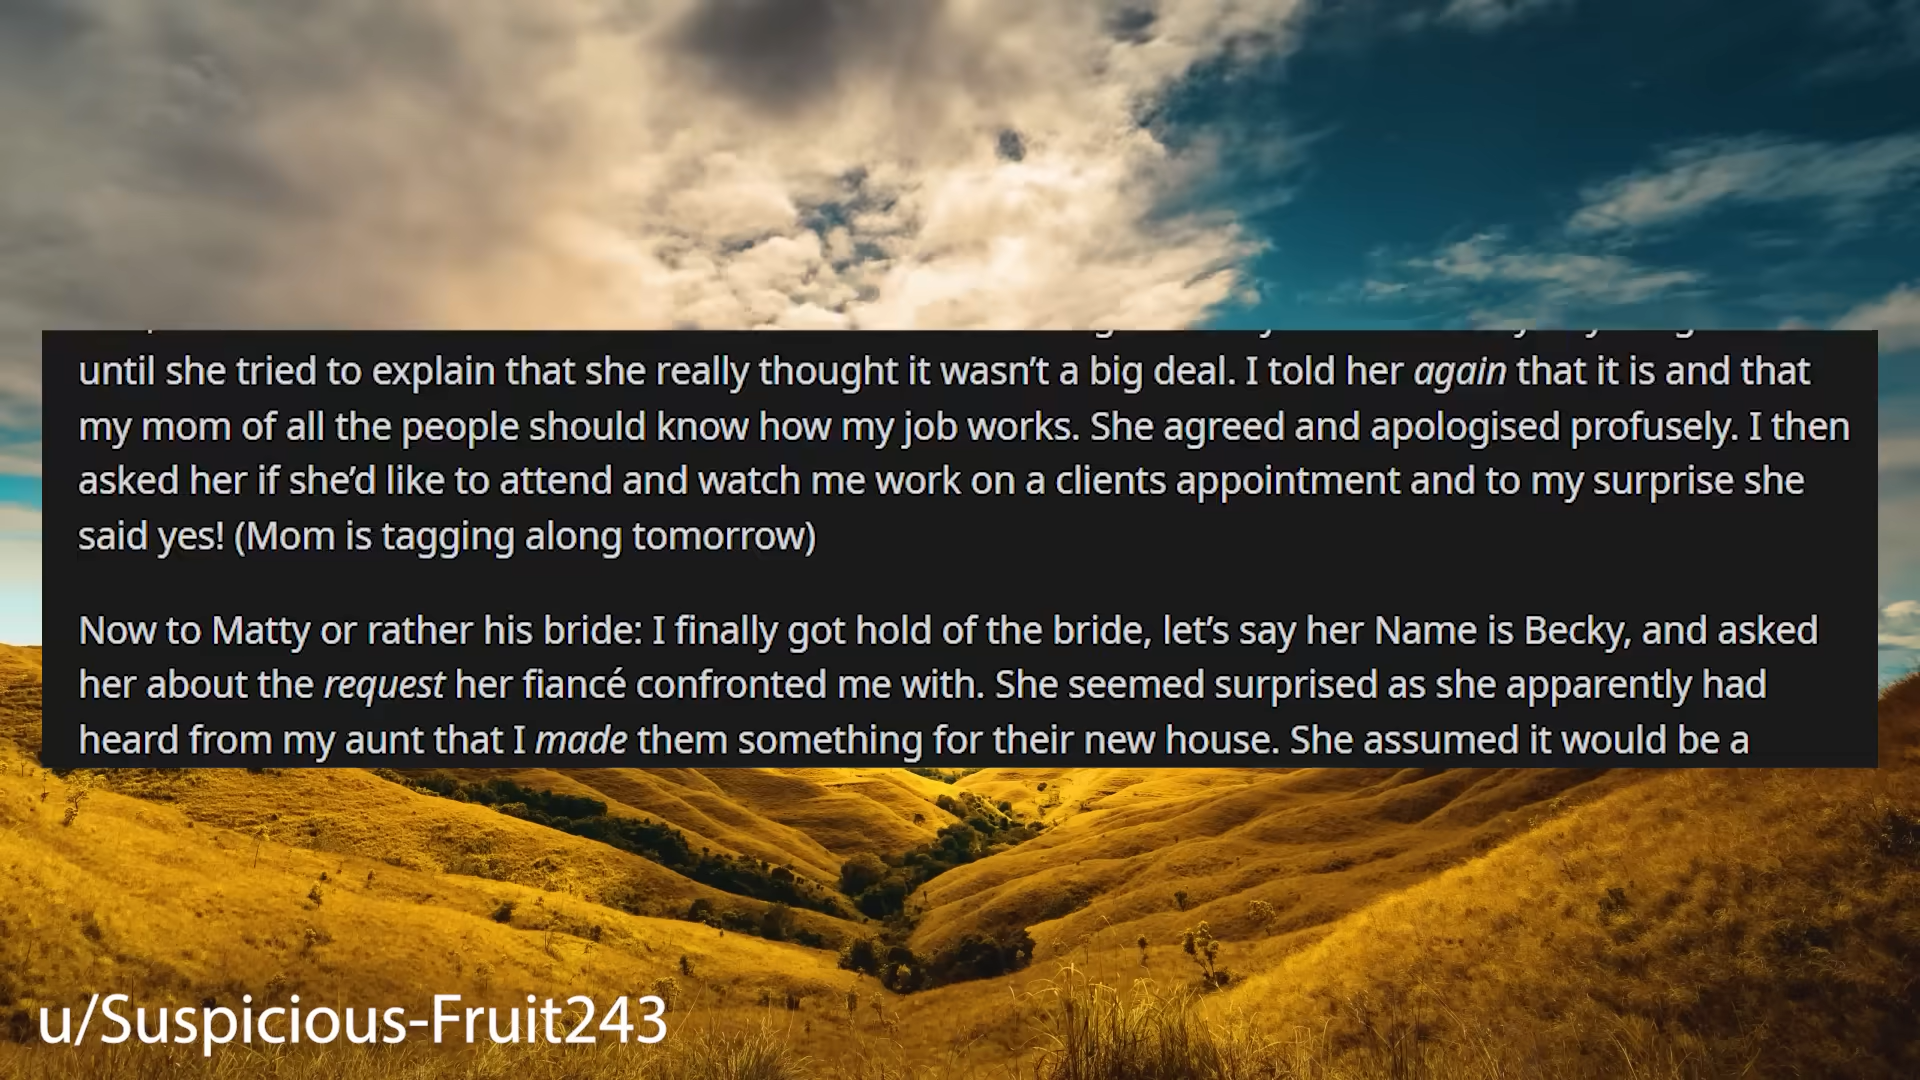 until she tried to explain that she really thought it wasn’t a big deal. I told her again that it is and that
my mom of all the people should know how my job works. She agreed and apologised profusely. I then
asked her if she’d like to attend and watch me work on a clients appointment and to my surprise she
said yes! (Mom is tagging along tomorrow)
Now to Matty or rather his bride: I finally got hold of the bride, let’s say her Name is Becky, and asked
her about the request her fiancé confronted me with. She seemed surprised as she apparently had
heard from my aunt that I made them something for their new house. She assumed it would be a
u/Suspicious-Fruit243